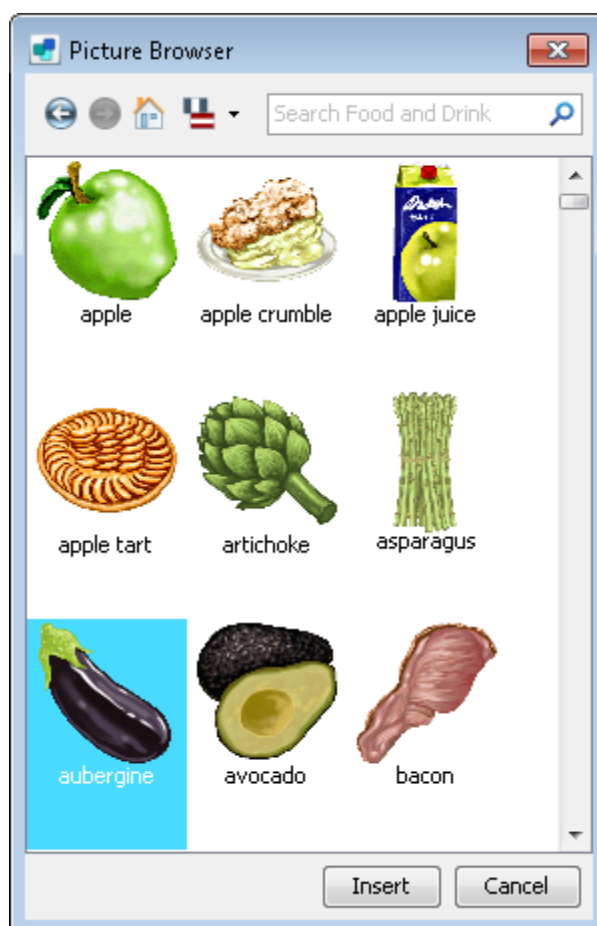 Picture Browser
Search Food and Drink
apple
apple crumble
apple juice
apple tart
artichoke
asparagus
aubergine
avocado
bacon
Insert
Cancel